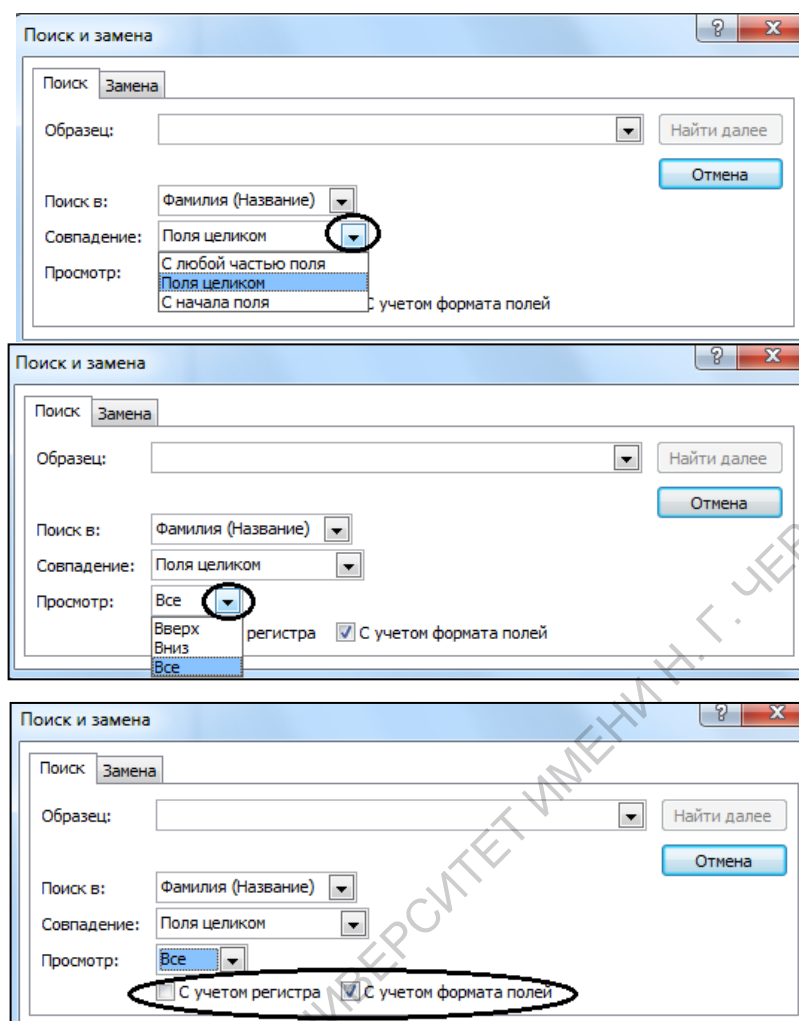 Поиск и замена
Поиск Замена
Образец: Найти далее
Отмена
Поиск в: Фамилия (Название)
Совпадение: Поля целиком
С любой частью поля
Просмотр: Поля целиком
С начала поля С учетом формата полей
Поиск и замена
Поиск Замена
Образец: Найти далее
Отмена
Поиск в: Фамилия (Название)
Совпадение: Поля целиком
Просмотр: Все
Вверх регистра С учетом формата полей
Вниз
Все
Поиск и замена
Поиск Замена
Образец: Найти далее
Отмена
Поиск в: Фамилия (Название)
Совпадение: Поля целиком
Просмотр: Все
С учетом регистра С учетом формата полей
ИМЕНИ Н. Г.